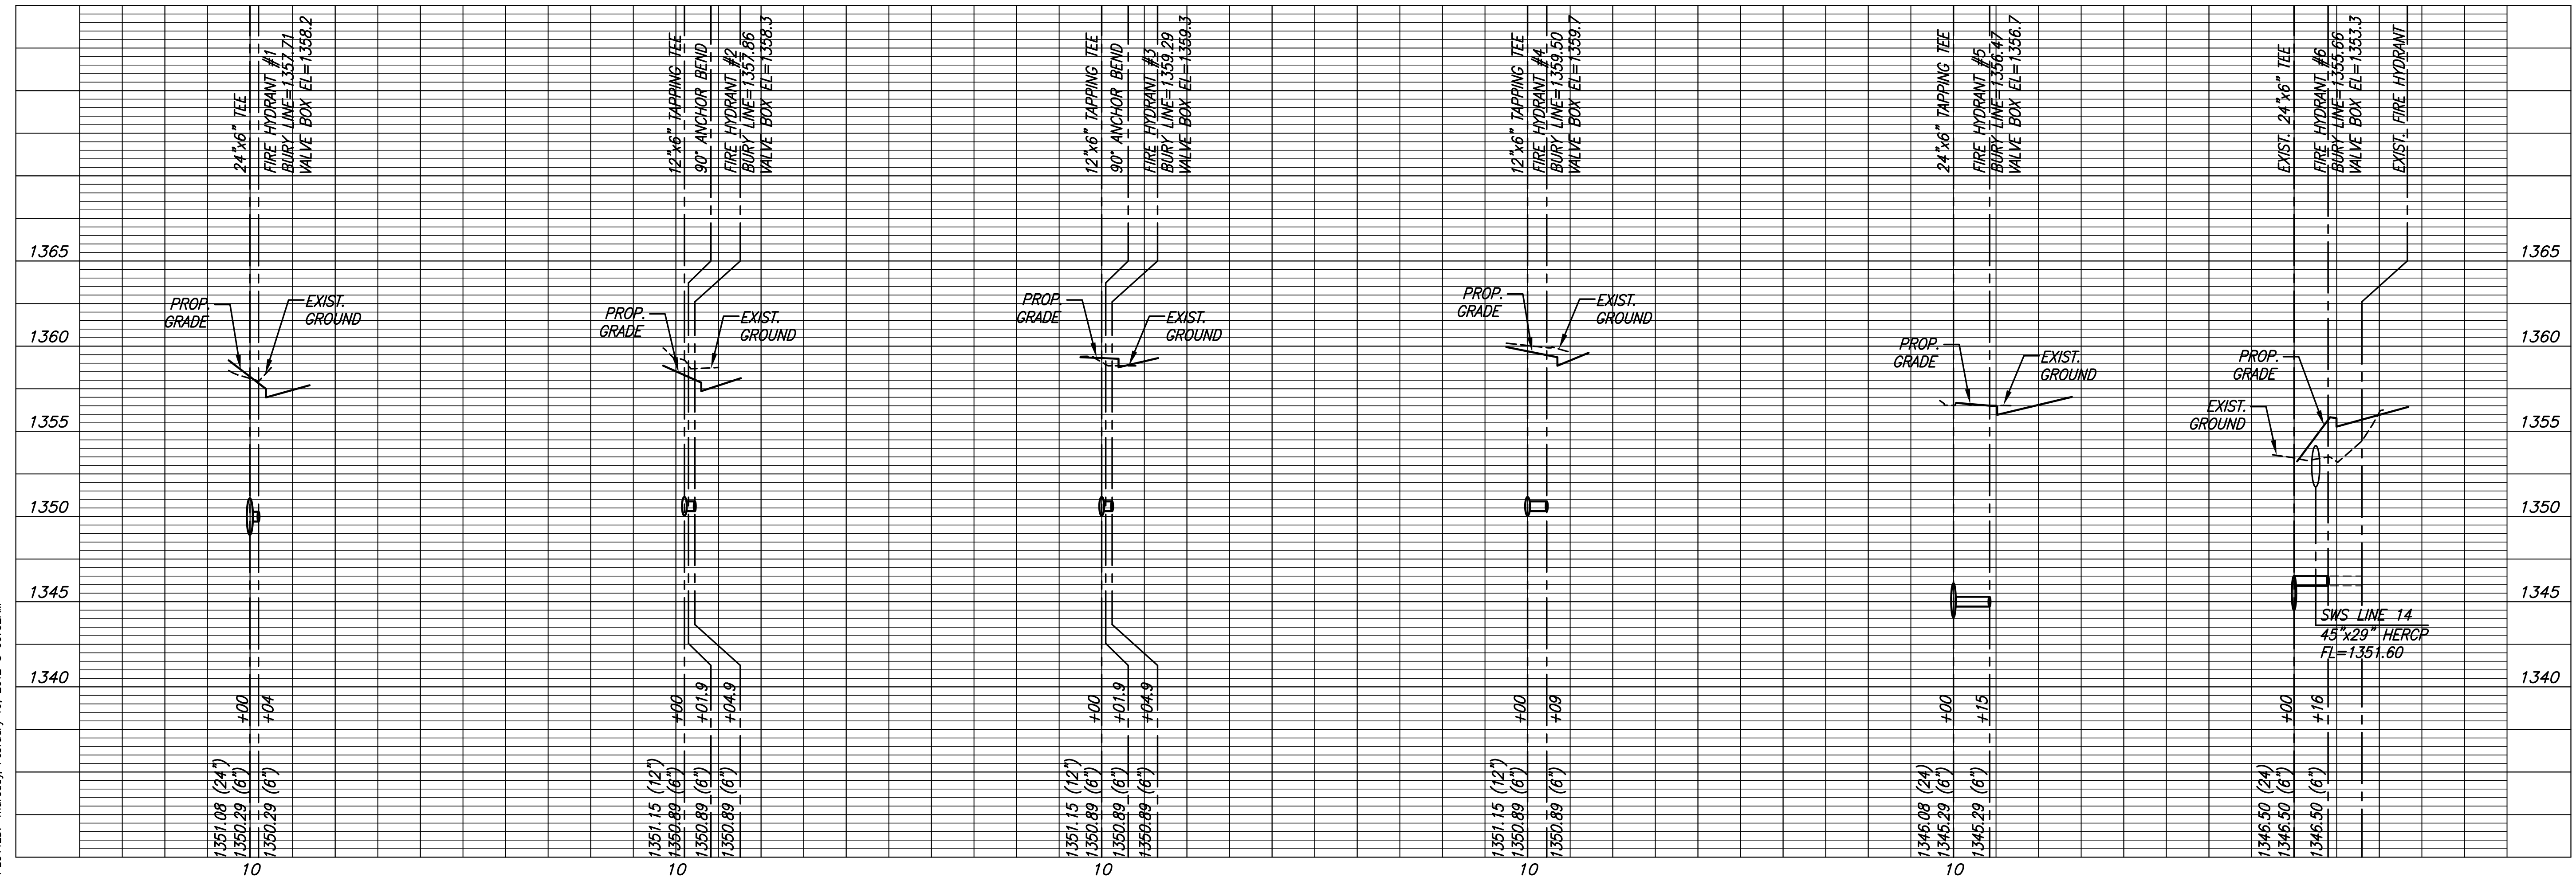 24"x6" TEE
FIRE HYDRANT #1
BURY LINE=1357.71
VALVE BOX EL=1358.2
12"x6" TAPPING TEE
90° ANCHOR BEND
FIRE HYDRANT #2
BURY LINE=1357.86
VALVE BOX EL=1358.3
12"x6" TAPPING TEE
90° ANCHOR BEND
FIRE HYDRANT #3
BURY LINE=1359.29
VALVE BOX EL=1359.3
12"x6" TAPPING TEE
FIRE HYDRANT #4
BURY LINE=1359.50
VALVE BOX EL=1359.7
24"x6" TAPPING TEE
FIRE HYDRANT #5
BURY LINE=1356.47
VALVE BOX EL=1356.7
EXIST. 24"x6" TEE
FIRE HYDRANT #6
BURY LINE=1355.66
VALVE BOX EL=1353.3
EXIST. FIRE HYDRANT
1365
1365
1360
1360
1355
1355
1350
1350
1345
1345
1340
1340
PROP.
GRADE
EXIST.
GROUND
PROP.
GRADE
EXIST.
GROUND
PROP.
GRADE
EXIST.
GROUND
PROP.
GRADE
EXIST.
GROUND
PROP.
GRADE
EXIST.
GROUND
PROP.
GRADE
EXIST.
GROUND
SWS LINE 14
45"x29" HERCP
FL=1351.60
+00
+04
+00
+01.9
+04.9
+00
+01.9
+04.9
+00
+09
+00
+15
+00
+16
1351.08 (24")
1350.29 (6")
1350.29 (6")
1351.15 (12")
1350.89 (6")
1350.89 (6")
1350.89 (6")
1351.15 (12")
1350.89 (6")
1350.89 (6")
1350.89 (6")
1351.15 (12")
1350.89 (6")
1350.89 (6")
1346.08 (24)
1345.29 (6")
1345.29 (6")
1346.50 (24)
1346.50 (6")
1346.50 (6")
10
10
10
10
10